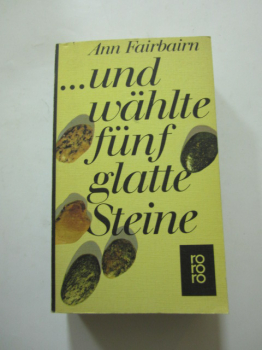 Ann Fairbairn
...und
wählte
fünf
glatte
Steine
ro
ro
ro